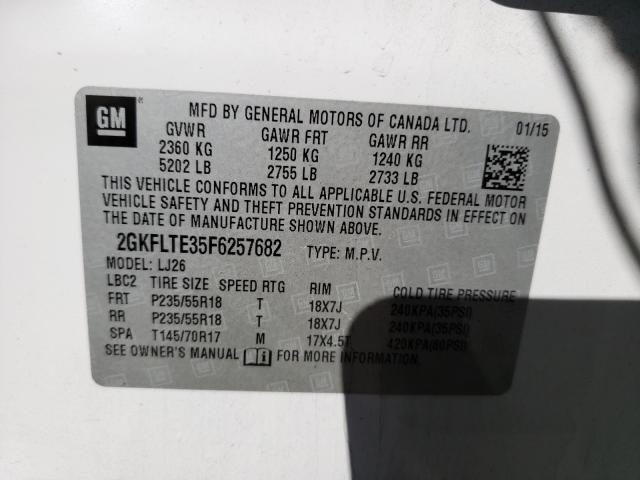 GM ® MFD BY GENERAL MOTORS OF CANADA LTD. 01/15
GVWR GAWR FRT GAWR RR
2360 KG 1250 KG 1240 KG
5202 LB 2755 LB 2733 LB
THIS VEHICLE CONFORMS TO ALL APPLICABLE U.S. FEDERAL MOTOR
VEHICLE SAFETY AND THEFT PREVENTION STANDARDS IN EFFECT ON
THE DATE OF MANUFACTURE SHOWN ABOVE.
2GKFLTE35F6257682 TYPE: M.P.V.
MODEL: LJ26
LBC2 TIRE SIZE SPEED RTG RIM COLD TIRE PRESSURE
FRT P235/55R18 T 18X7J 240KPA(35PSI)
RR P235/55R18 T 18X7J 240KPA(35PSI)
SPA T145/70R17 M 17X4.5T 420KPA(60PSI)
SEE OWNER'S MANUAL i FOR MORE INFORMATION.